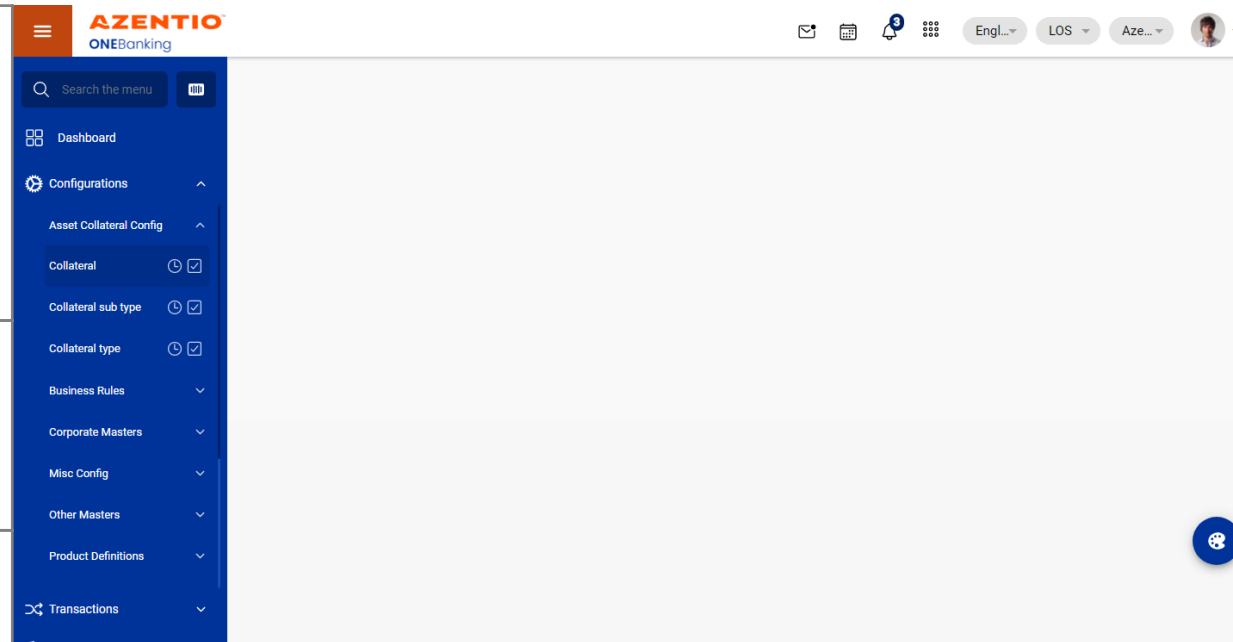 AZENTIO
ONEBanking
3
Engl...
LOS
Aze...
Search the menu
Dashboard
Configurations
Asset Collateral Config
Collateral
Collateral sub type
Collateral type
Business Rules
Corporate Masters
Misc Config
Other Masters
Product Definitions
Transactions